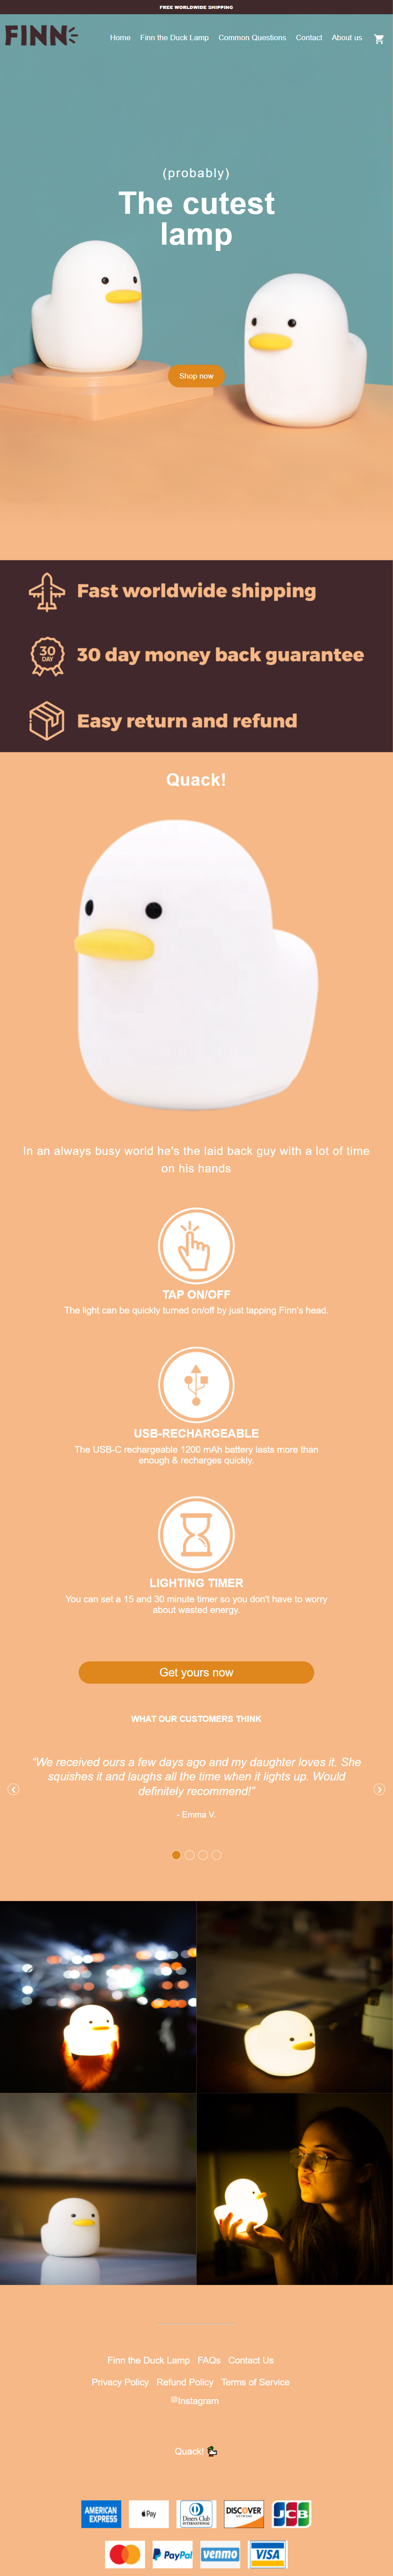 FREE WORLDWIDE SHIPPING
FINN
Home Finn the Duck Lamp Common Questions Contact About us
(probably)
The cutest
lamp
Shop now
Fast worldwide shipping
30
DAY
30 day money back guarantee
Easy return and refund
Quack!
In an always busy world he's the laid back guy with a lot of time
on his hands
TAP ON/OFF
The light can be quickly turned on/off by just tapping Finn's head.
USB-RECHARGEABLE
The USB-C rechargeable 1200 mAh battery lasts more than
enough & recharges quickly.
LIGHTING TIMER
You can set a 15 and 30 minute timer so you don't have to worry
about wasted energy.
Get yours now
WHAT OUR CUSTOMERS THINK
“We received ours a few days ago and my daughter loves it. She
squishes it and laughs all the time when it lights up. Would
definitely recommend!”
- Emma V.
Finn the Duck Lamp FAQs Contact Us
Privacy Policy Refund Policy Terms of Service
Instagram
Quack!
AMERICAN
EXPRESS
Pay
Diners Club
INTERNATIONAL
DISCOVER
NETWORK
JCB
PayPal
venmo
VISA